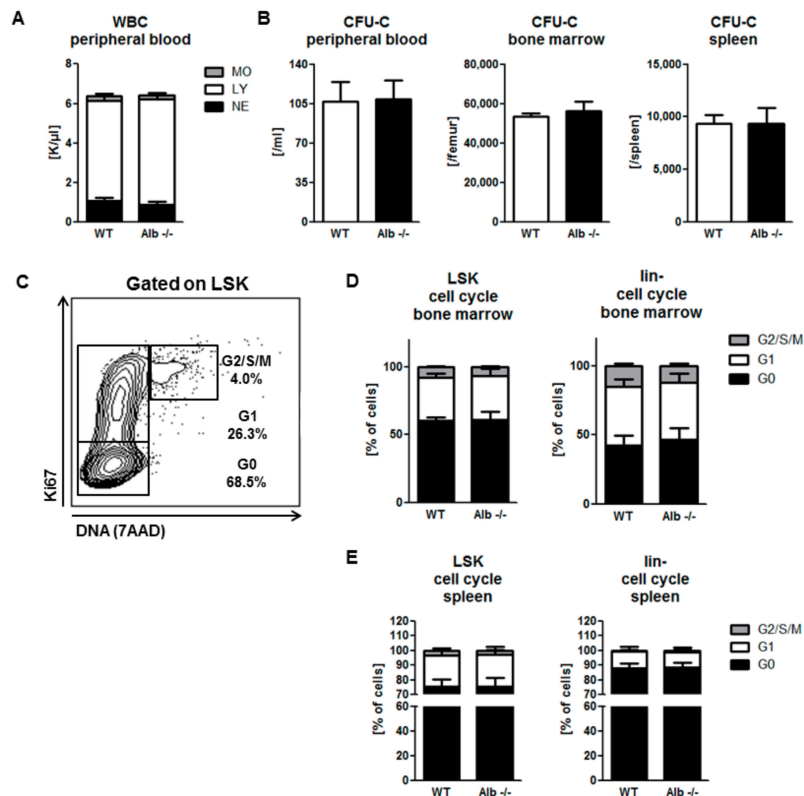 A
WBC
peripheral blood
[K/µl]
8
6
4
2
0
WT
Alb -/-
MO
LY
NE
B
CFU-C
peripheral blood
[/ml]
140
105
70
35
0
WT
Alb -/-
CFU-C
bone marrow
[/femur]
80,000
60,000
40,000
20,000
0
WT
Alb -/-
CFU-C
spleen
[/spleen]
15,000
10,000
5,000
0
WT
Alb -/-
C
Gated on LSK
Ki67
G2/S/M
4.0%
G1
26.3%
G0
68.5%
DNA (7AAD)
D
LSK
cell cycle
bone marrow
[% of cells]
100
50
0
WT
Alb -/-
lin-
cell cycle
bone marrow
[% of cells]
100
50
0
WT
Alb -/-
G2/S/M
G1
G0
E
LSK
cell cycle
spleen
[% of cells]
120
110
100
90
80
70
60
40
20
0
WT
Alb -/-
lin-
cell cycle
spleen
[% of cells]
120
110
100
90
80
70
60
40
20
0
WT
Alb -/-
G2/S/M
G1
G0